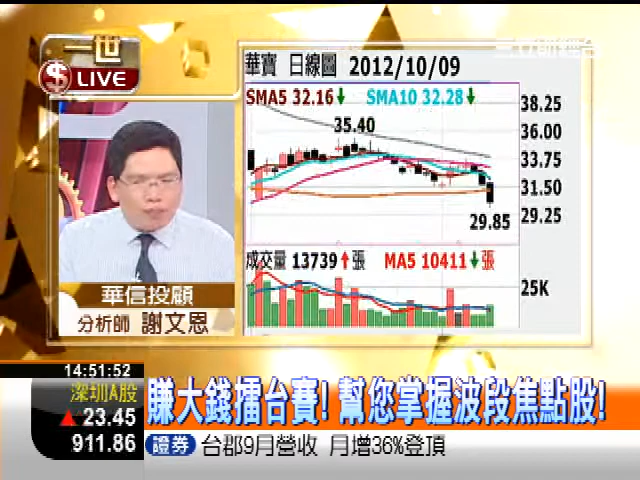 一世
$ LIVE
華寶 日線圖 2012/10/09
SMA5 32.16↓ SMA10 32.28↓
35.40
38.25
36.00
33.75
31.50
29.25
29.85
成交量 13739↑張 MA5 10411↓張
25K
華信投顧
分析師 謝文恩
14:51:52
深圳A股
▲23.45
911.86
賺大錢擂台賽!幫您掌握波段焦點股!
證券 台郡9月營收 月增36%登頂